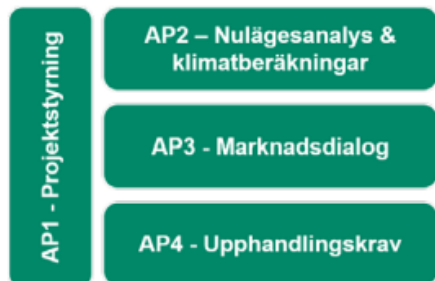 AP1 - Projektstyrning
AP2 – Nulägesanalys &
klimatberäkningar
AP3 - Marknadsdialog
AP4 - Upphandlingskrav